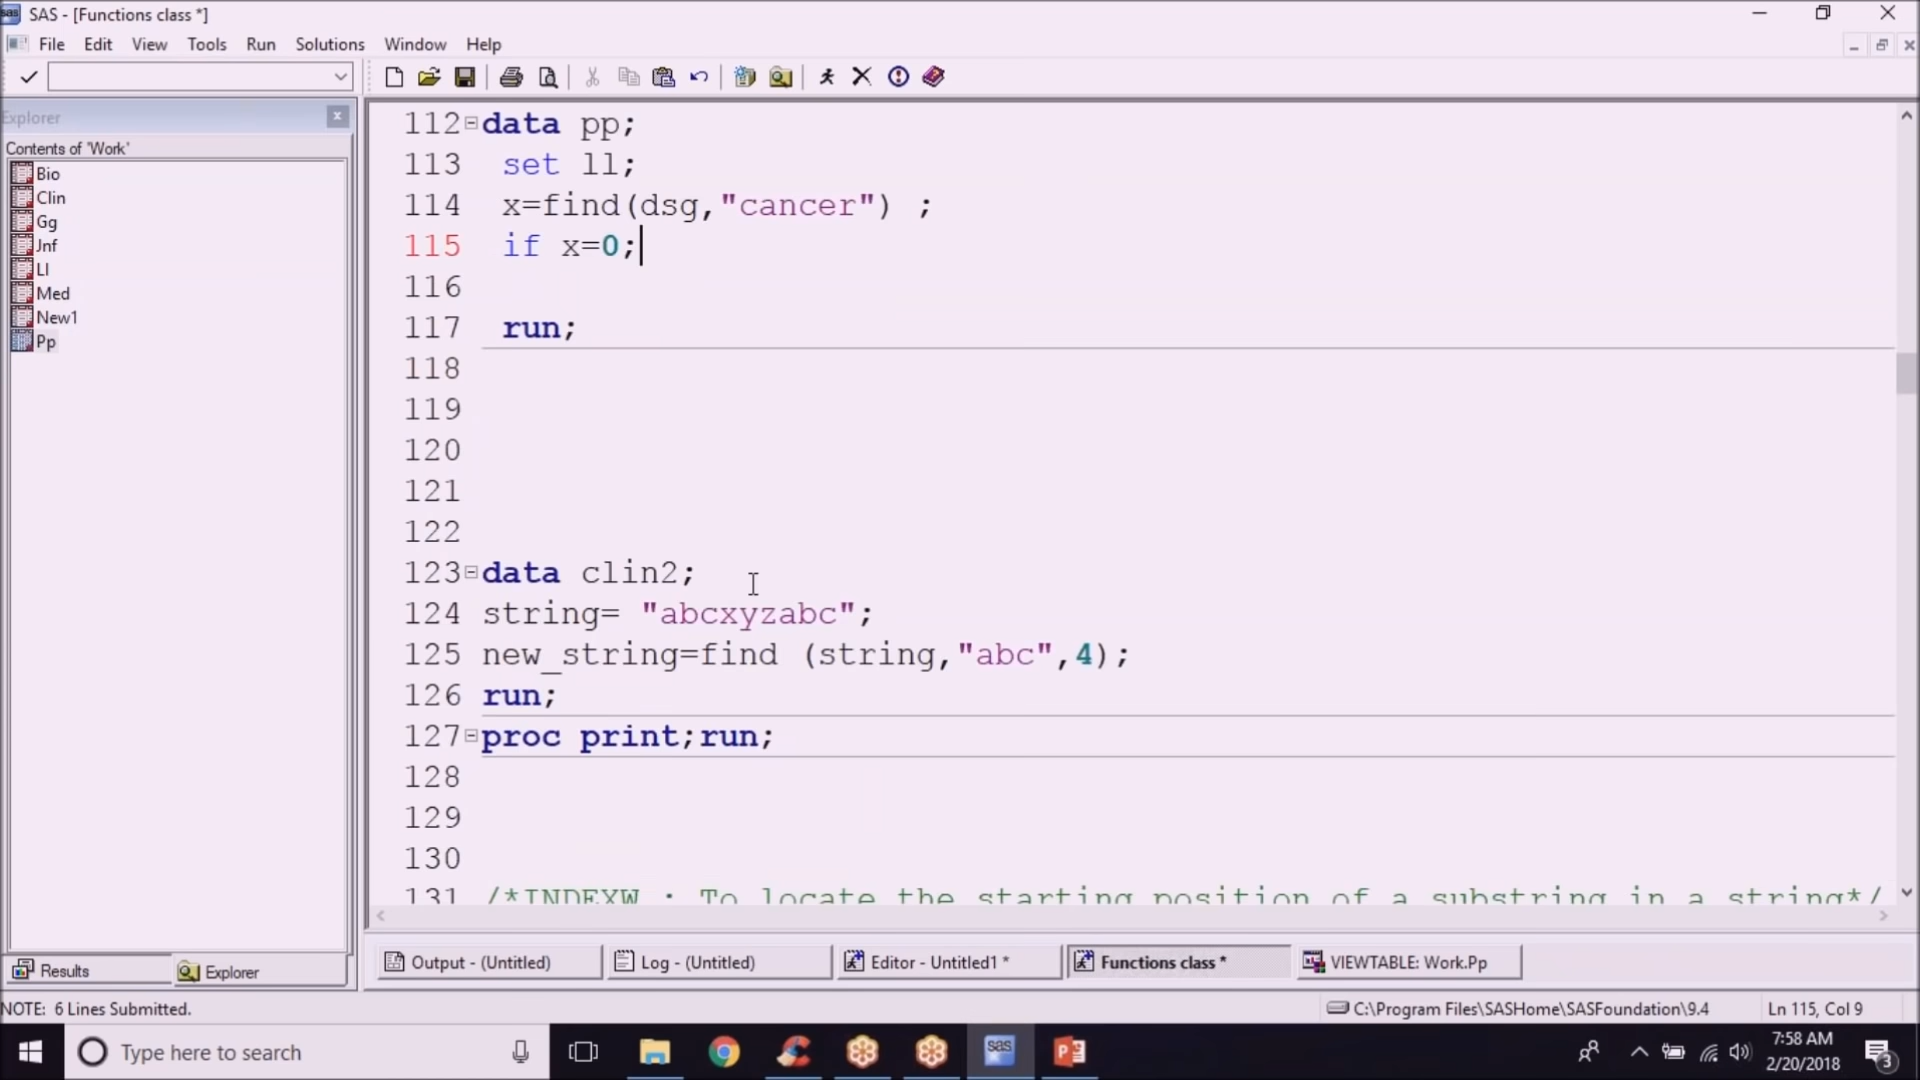 SAS - [Functions class *]
File Edit View Tools Run Solutions Window Help
Explorer
Contents of 'Work'
Bio
Clin
Gg
Jnf
Ll
Med
New1
Pp
112 data pp;
113 set ll;
114 x=find(dsg,"cancer") ;
115 if x=0;
116
117 run;
118
119
120
121
122
123 data clin2;
124 string= "abcxyzabc";
125 new_string=find (string,"abc",4);
126 run;
127 proc print;run;
128
129
130
131 /*INDEXW : To locate the starting position of a substring in a string*/
Results Explorer
Output - (Untitled) Log - (Untitled) Editor - Untitled1 * Functions class * VIEWTABLE: Work.Pp
NOTE: 6 Lines Submitted. C:\Program Files\SASHome\SASFoundation\9.4 Ln 115, Col 9
Type here to search
sas
7:58 AM
2/20/2018
3